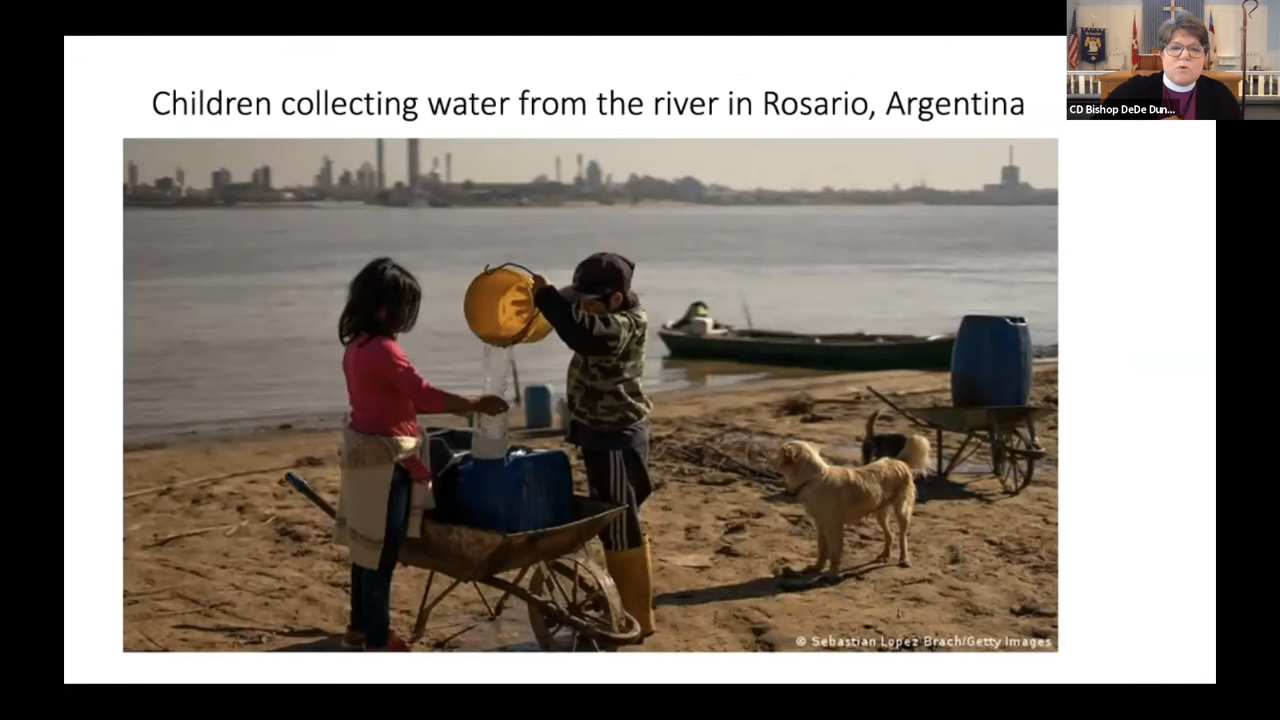 Children collecting water from the river in Rosario, Argentina
CD Bishop DeDe Dun...
© Sebastian Lopez Brach/Getty Images